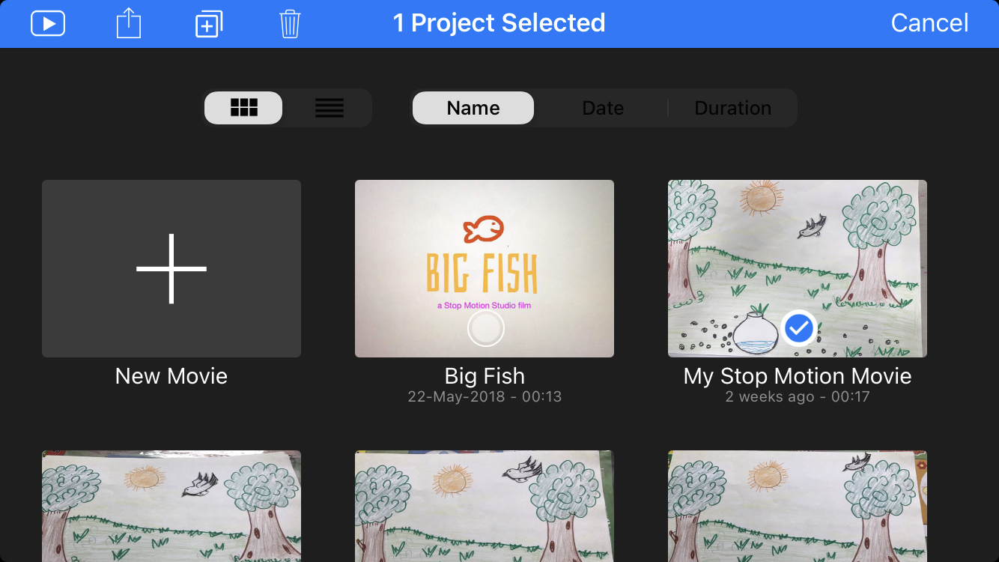 1 Project Selected
Cancel
Name Date Duration
BIG FISH
a Stop Motion Studio film
New Movie
Big Fish
22-May-2018 - 00:13
My Stop Motion Movie
2 weeks ago - 00:17